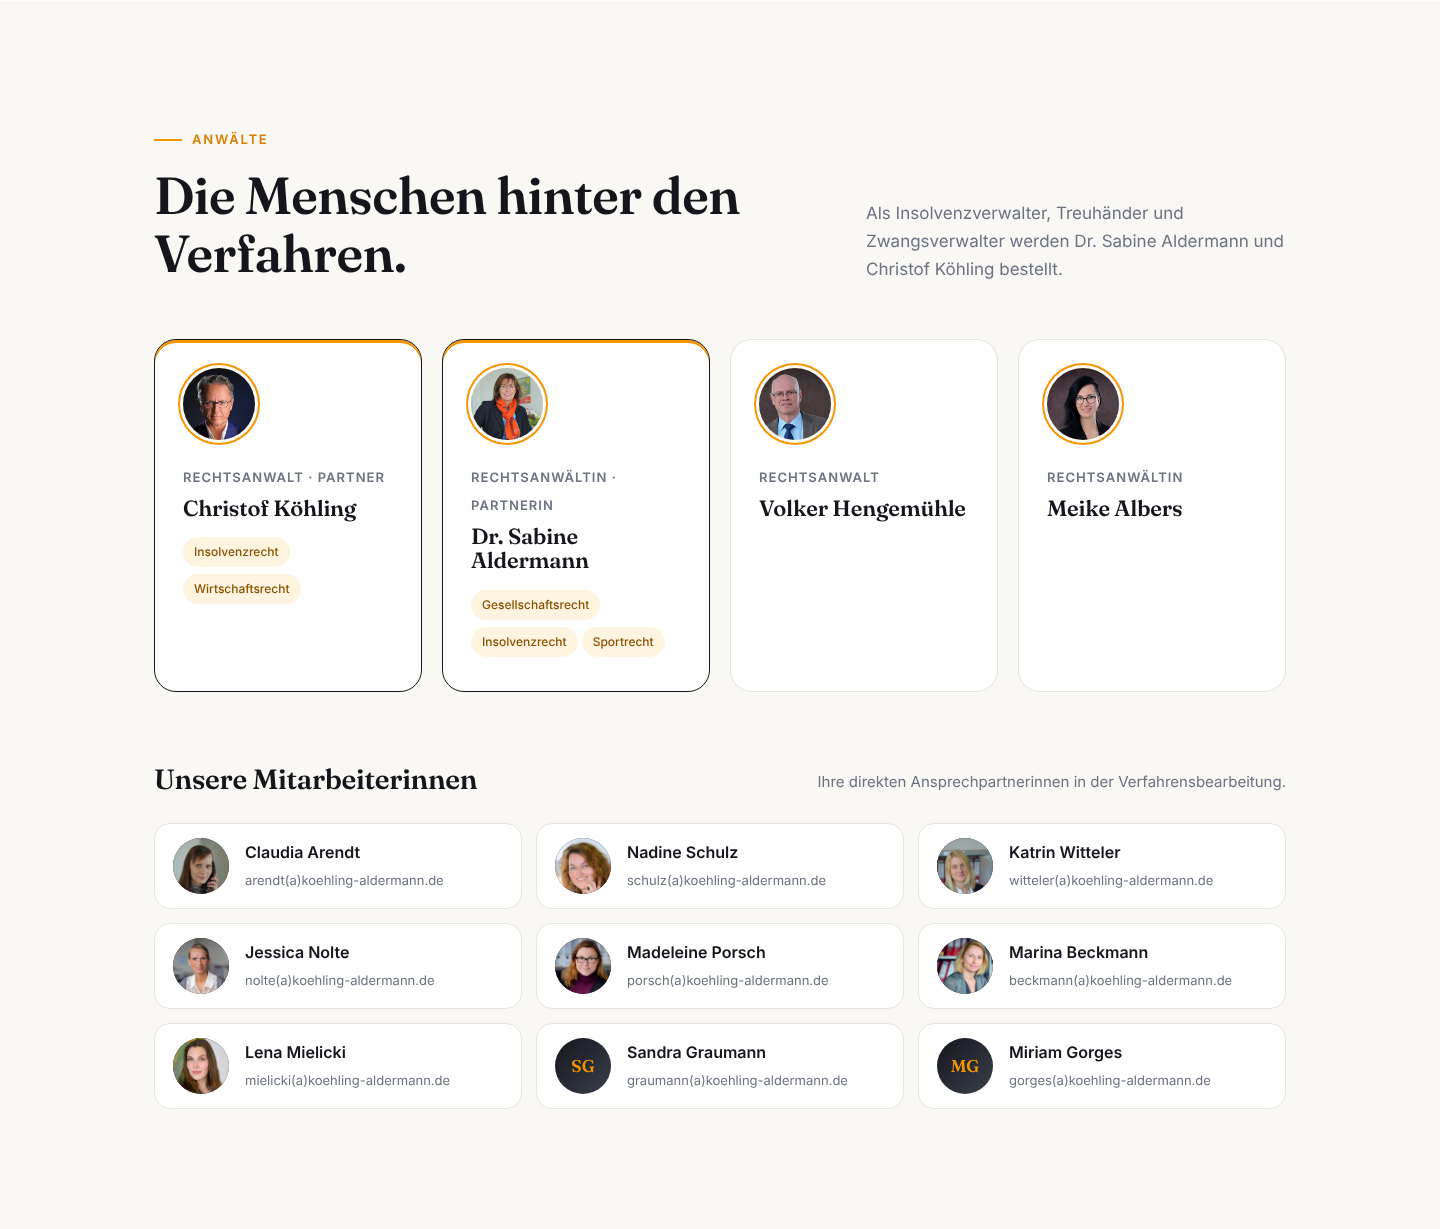 ANWÄLTE
Die Menschen hinter den
Verfahren.
Als Insolvenzverwalter, Treuhänder und
Zwangsverwalter werden Dr. Sabine Aldermann und
Christof Köhling bestellt.
RECHTSANWALT · PARTNER
Christof Köhling
Insolvenzrecht
Wirtschaftsrecht
RECHTSANWÄLTIN ·
PARTNERIN
Dr. Sabine
Aldermann
Gesellschaftsrecht
Insolvenzrecht Sportrecht
RECHTSANWALT
Volker Hengemühle
RECHTSANWÄLTIN
Meike Albers
Unsere Mitarbeiterinnen
Ihre direkten Ansprechpartnerinnen in der Verfahrensbearbeitung.
Claudia Arendt
arendt(a)koehling-aldermann.de
Nadine Schulz
schulz(a)koehling-aldermann.de
Katrin Witteler
witteler(a)koehling-aldermann.de
Jessica Nolte
nolte(a)koehling-aldermann.de
Madeleine Porsch
porsch(a)koehling-aldermann.de
Marina Beckmann
beckmann(a)koehling-aldermann.de
Lena Mielicki
mielicki(a)koehling-aldermann.de
SG
Sandra Graumann
graumann(a)koehling-aldermann.de
MG
Miriam Gorges
gorges(a)koehling-aldermann.de